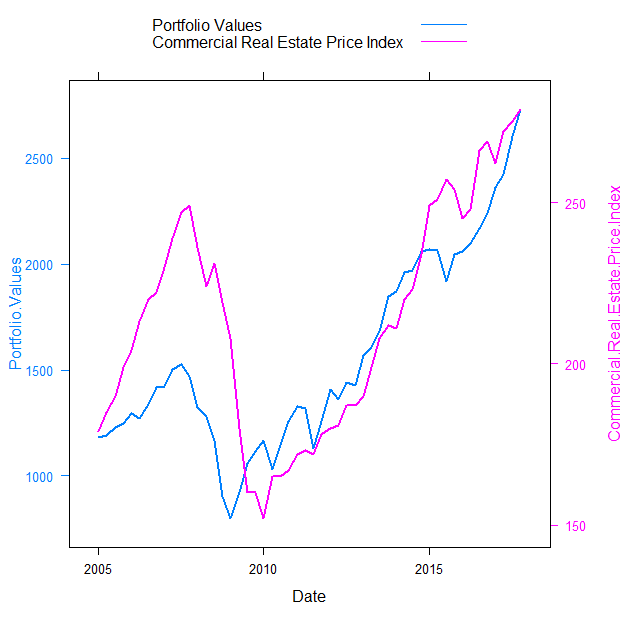 Portfolio Values
Commercial Real Estate Price Index
2500
2000
1500
1000
Portfolio.Values
250
200
150
Commercial.Real.Estate.Price.Index
2005
2010
2015
Date